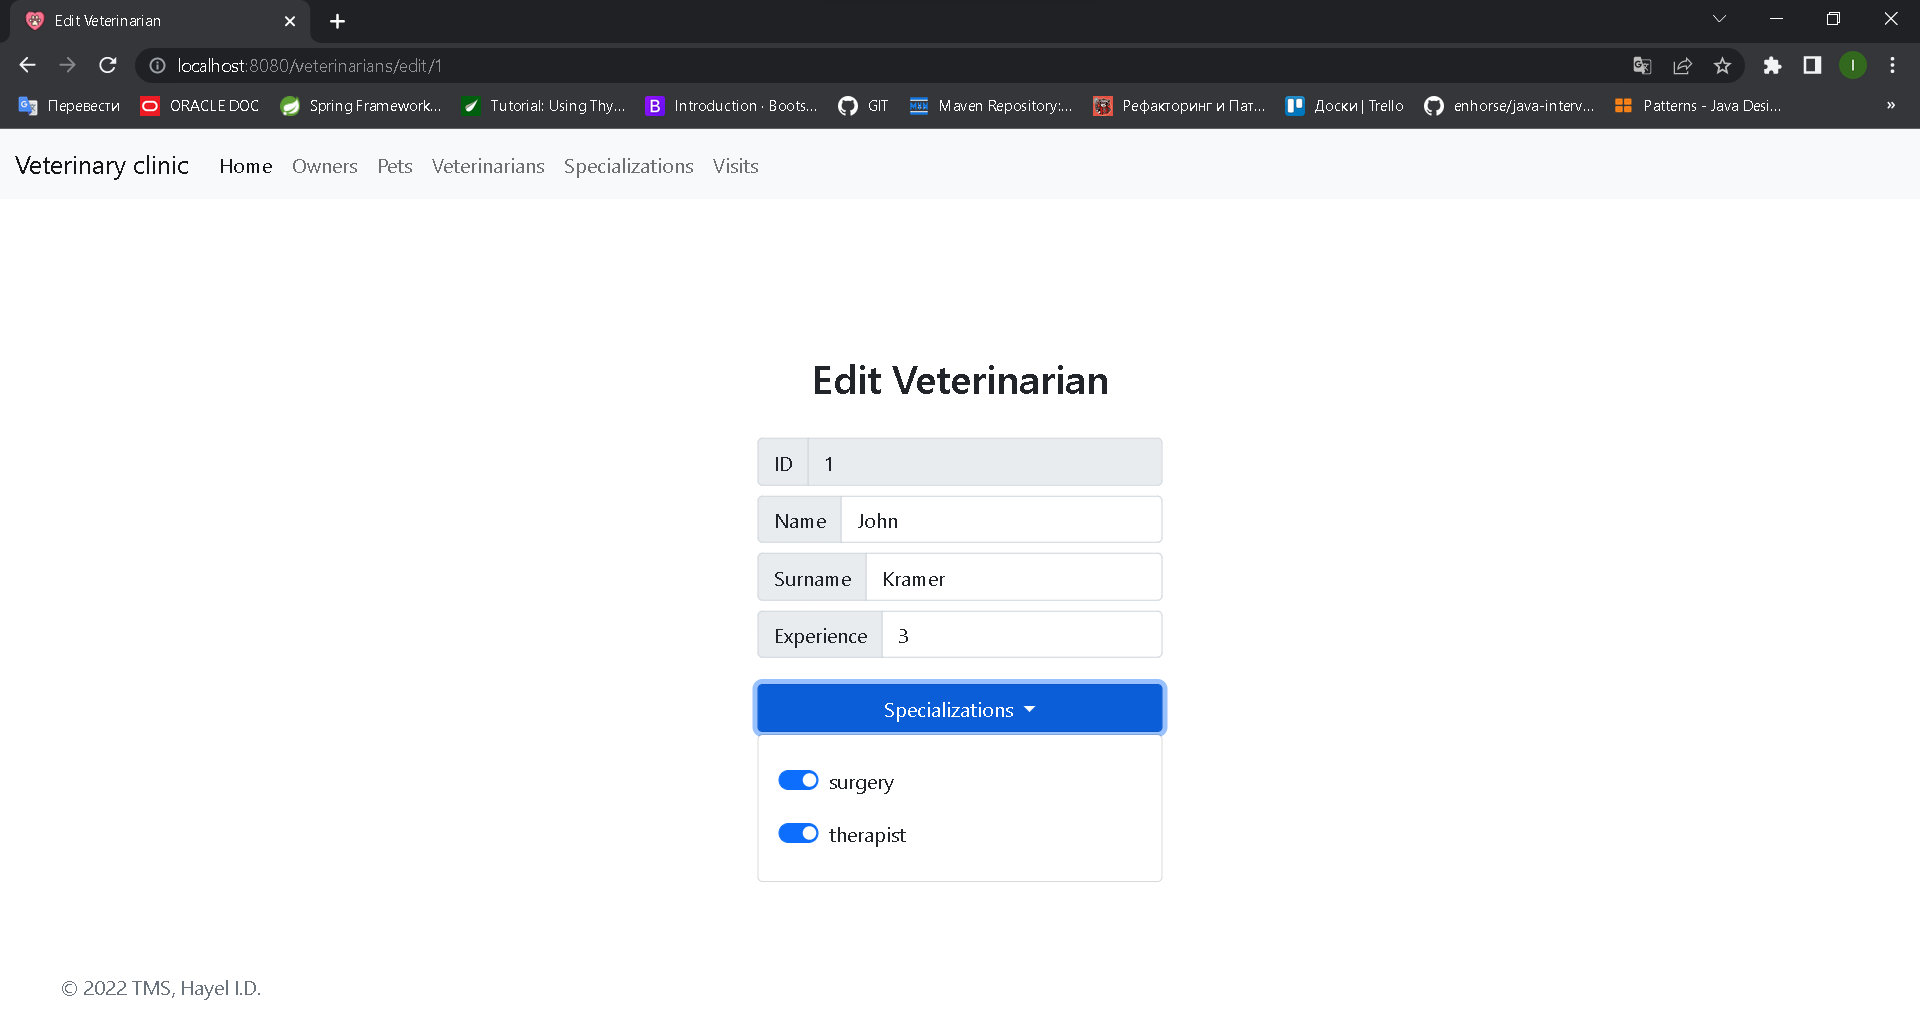 Edit Veterinarian
localhost:8080/veterinarians/edit/1
I
Перевести
ORACLE DOC
Spring Framework...
Tutorial: Using Thy...
B
Introduction · Boots...
GIT
Maven Repository:...
Рефакторинг и Пат...
Доски | Trello
enhorse/java-interv...
Patterns - Java Desi...
»
Veterinary clinic
Home
Owners
Pets
Veterinarians
Specializations
Visits
Edit Veterinarian
ID 1
Name John
Surname Kramer
Experience 3
Specializations
surgery
therapist
© 2022 TMS, Hayel I.D.